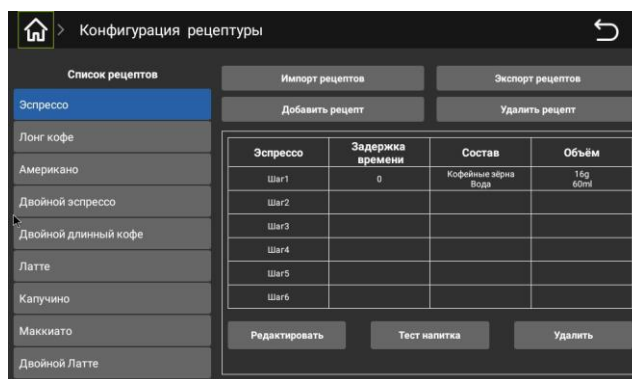 > Конфигурация рецептуры
Список рецептов
Эспрессо
Лонг кофе
Американо
Двойной эспрессо
Двойной длинный кофе
Латте
Капучино
Маккиато
Двойной Латте
Импорт рецептов
Экспорт рецептов
Добавить рецепт
Удалить рецепт
Эспрессо
Задержка
времени
Состав
Объём
Шаг1
0
Кофейные зёрна
Вода
16g
60ml
Шаг2
Шаг3
Шаг4
Шаг5
Шаг6
Редактировать
Тест напитка
Удалить